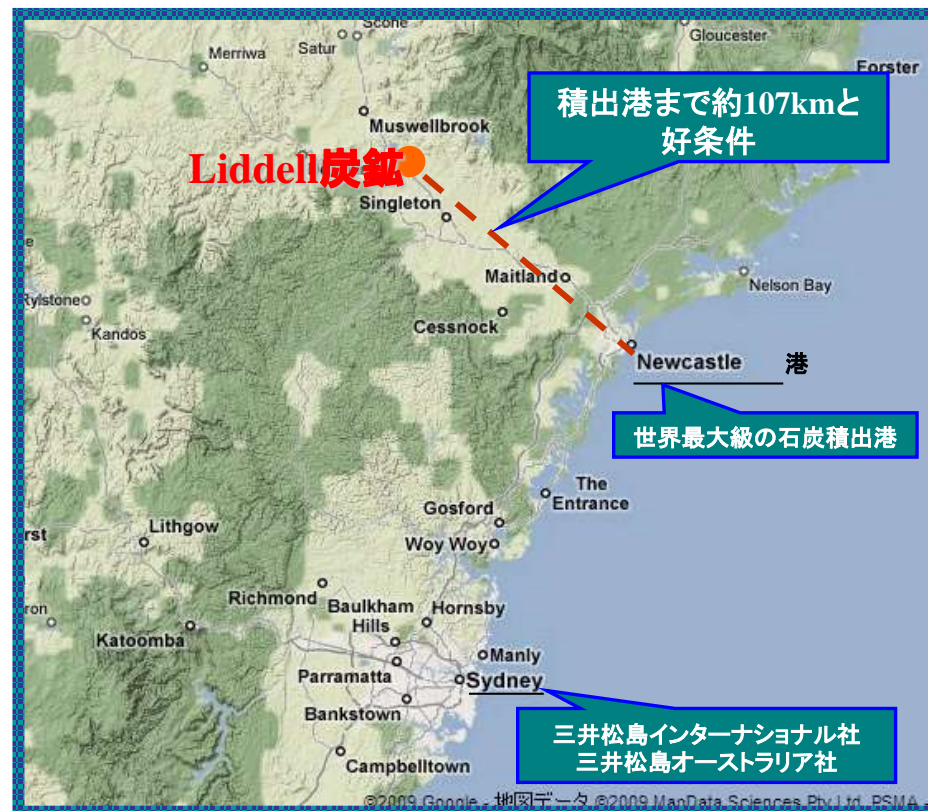 Scone
Satur
Merriwa
Gloucester
Forster
積出港まで約107kmと
好条件
Muswellbrook
Liddell炭鉱
Singleton
Maitland
Nelson Bay
Rylstone
Kandos
Cessnock
Newcastle 港
世界最大級の石炭積出港
The
Entrance
Gosford
Lithgow
rst
Woy Woy
Richmond
Baulkham
Hills
Hornsby
ron
Katoomba
Manly
Parramatta
Sydney
Bankstown
三井松島インターナショナル社
三井松島オーストラリア社
Campbelltown
©2009 Google - 地図データ ©2009 MapData Sciences Pty Ltd, PSMA -